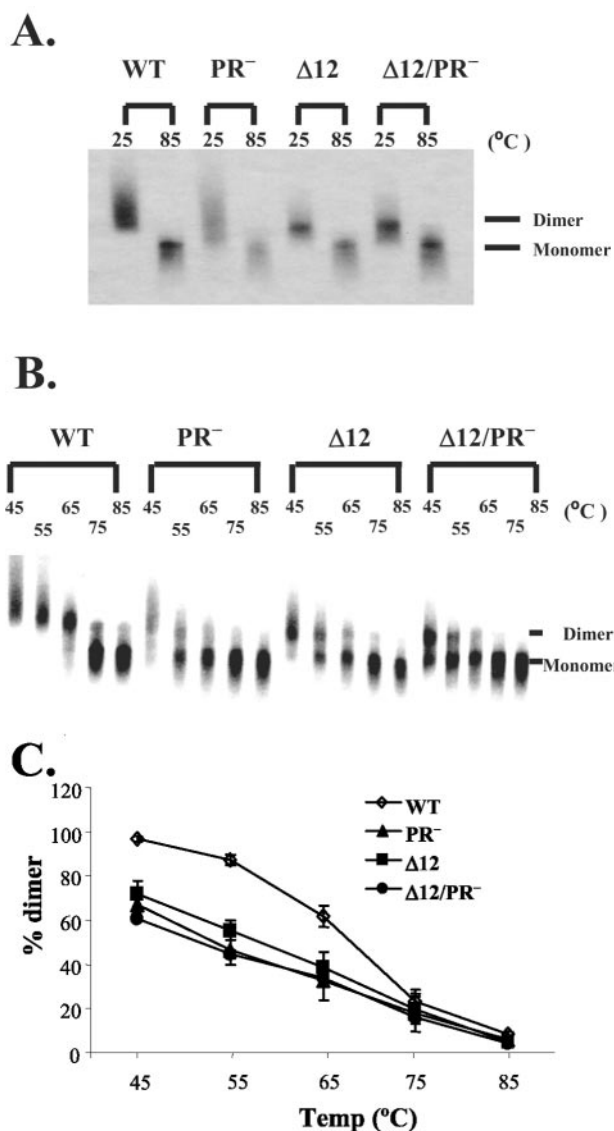 A.
WT PR⁻ Δ12 Δ12/PR⁻
25 85 25 85 25 85 25 85 (°C)
Dimer
Monomer
B.
WT PR⁻ Δ12 Δ12/PR⁻
45 65 85 45 65 85 45 65 85 45 65 85 (°C)
55 75 55 75 55 75 55 75
Dimer
Monomer
C.
120
100
80
60
40
20
0
% dimer
WT
PR⁻
Δ12
Δ12/PR⁻
45 55 65 75 85
Temp (°C)